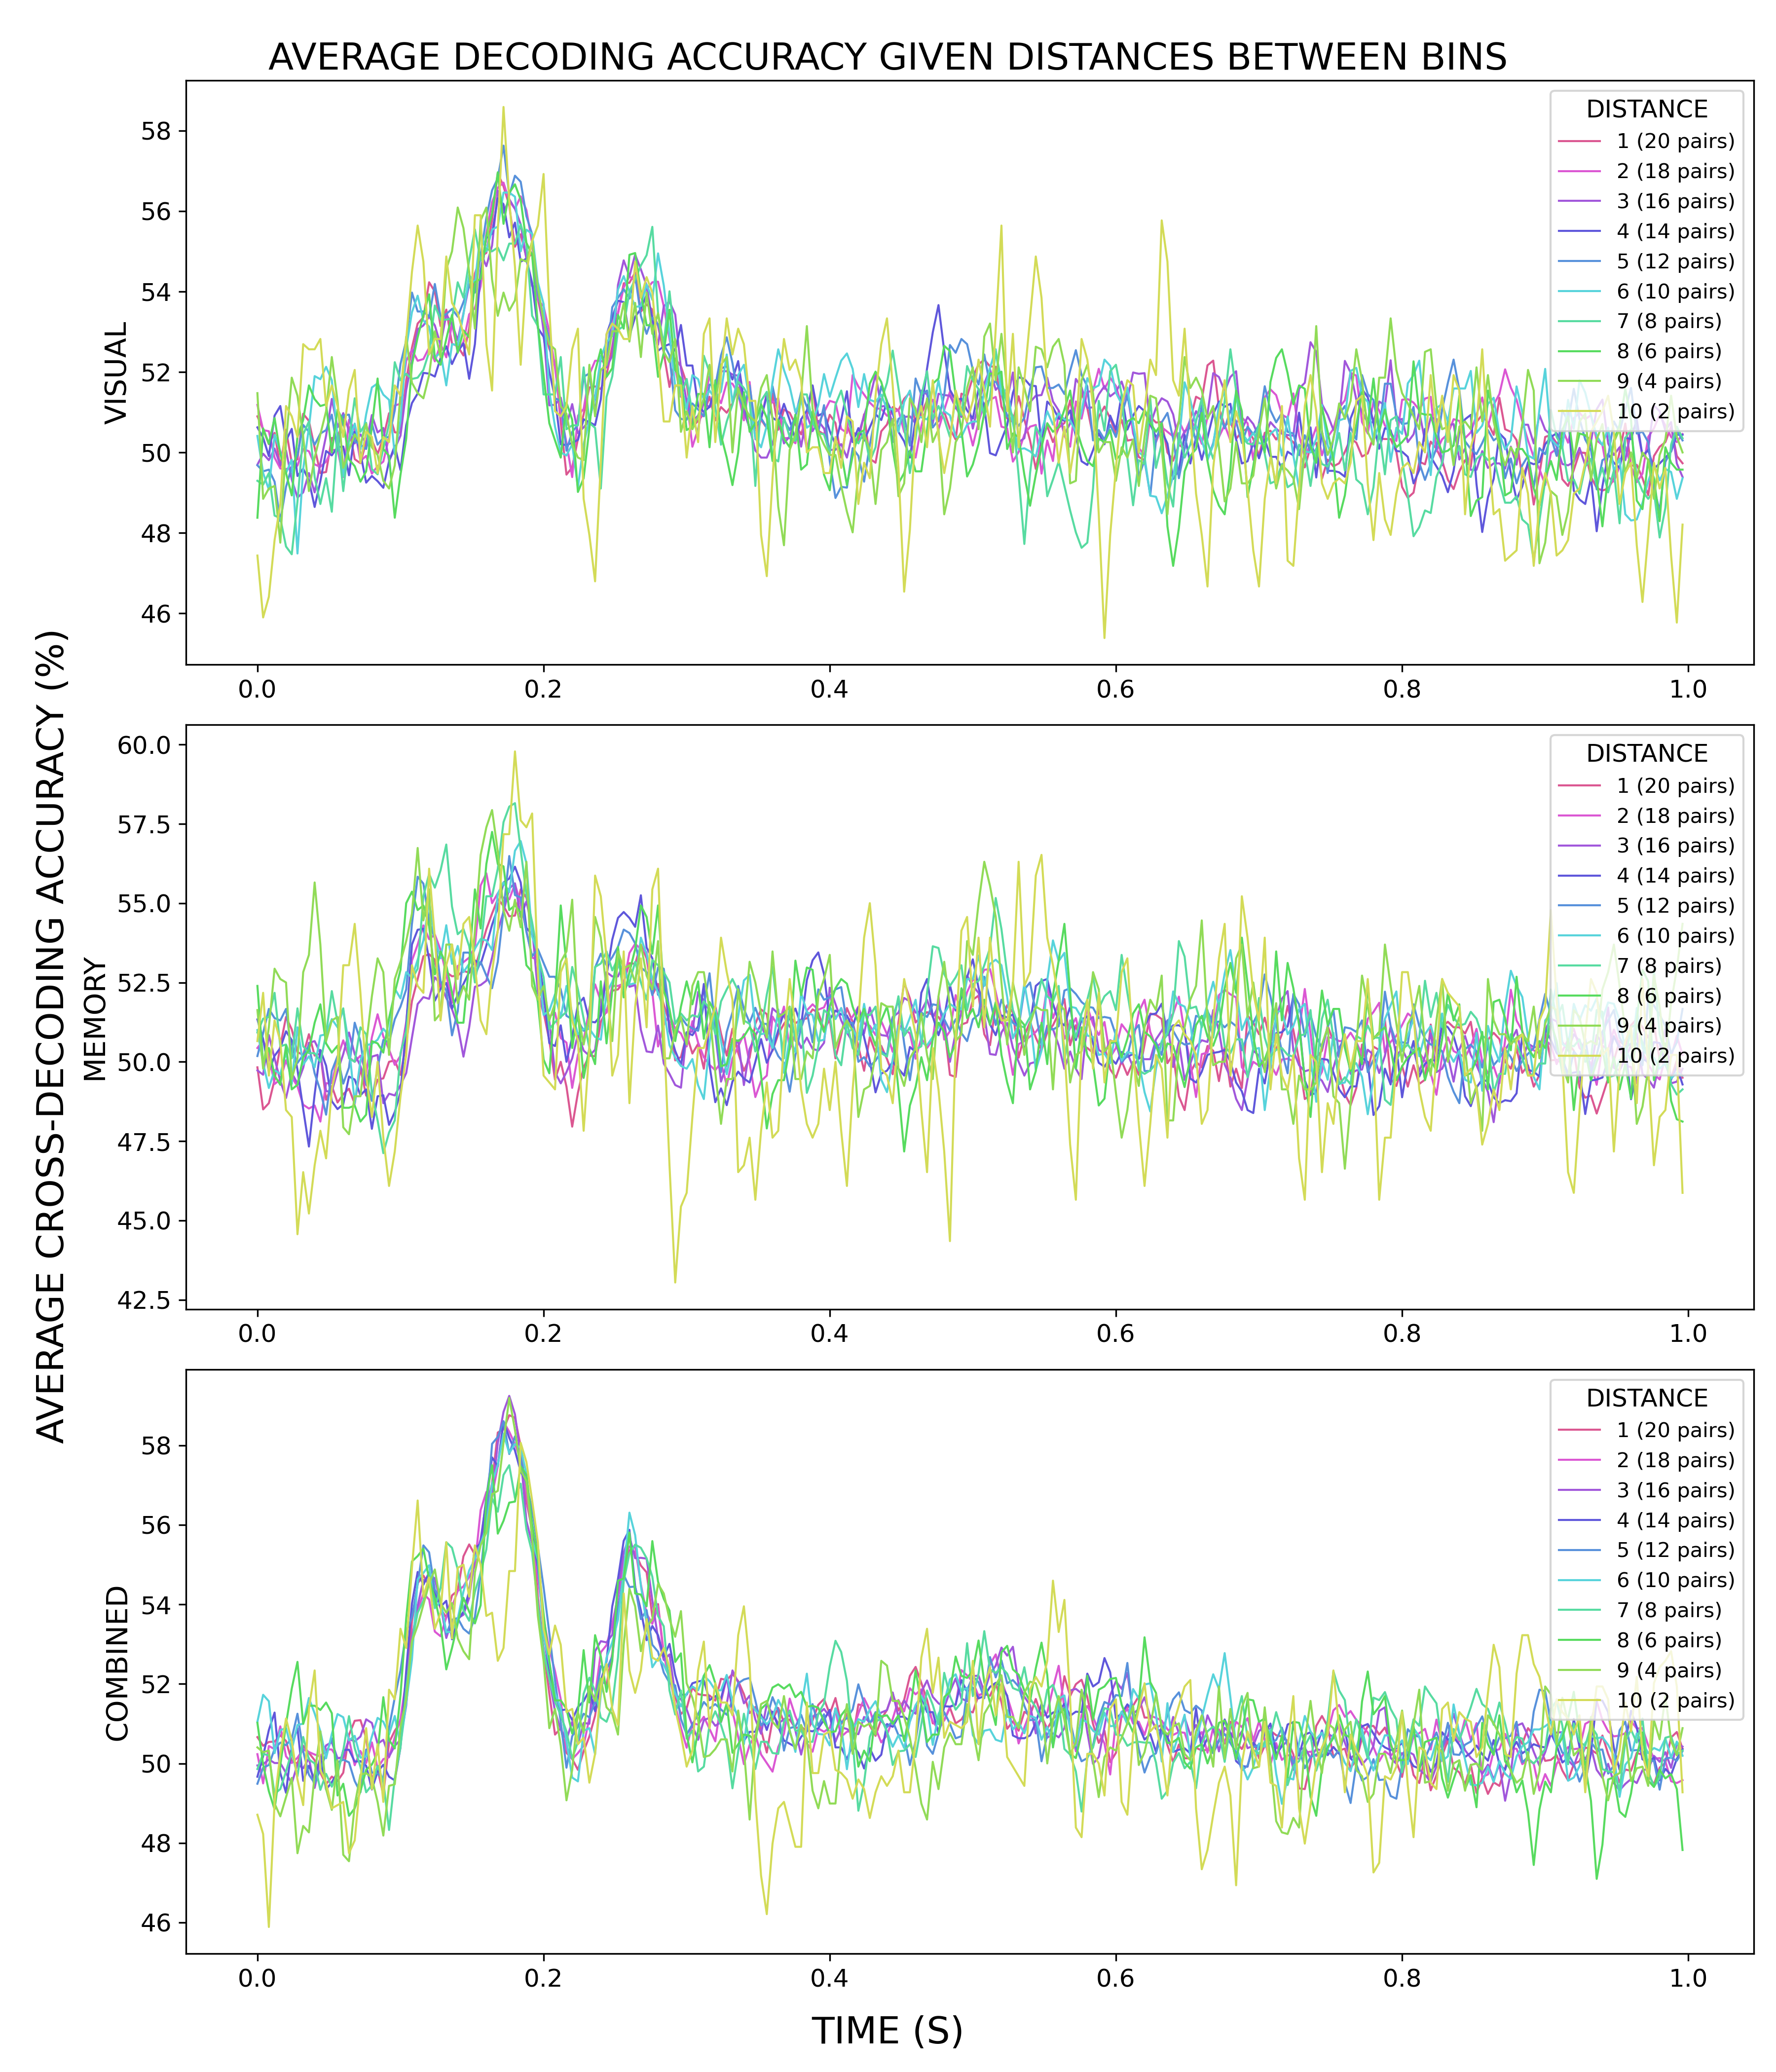 AVERAGE DECODING ACCURACY GIVEN DISTANCES BETWEEN BINS
AVERAGE CROSS-DECODING ACCURACY (%)
VISUAL
58
56
54
52
50
48
46
0.0 0.2 0.4 0.6 0.8 1.0
DISTANCE
1 (20 pairs)
2 (18 pairs)
3 (16 pairs)
4 (14 pairs)
5 (12 pairs)
6 (10 pairs)
7 (8 pairs)
8 (6 pairs)
9 (4 pairs)
10 (2 pairs)
MEMORY
60.0
57.5
55.0
52.5
50.0
47.5
45.0
42.5
0.0 0.2 0.4 0.6 0.8 1.0
DISTANCE
1 (20 pairs)
2 (18 pairs)
3 (16 pairs)
4 (14 pairs)
5 (12 pairs)
6 (10 pairs)
7 (8 pairs)
8 (6 pairs)
9 (4 pairs)
10 (2 pairs)
COMBINED
58
56
54
52
50
48
46
0.0 0.2 0.4 0.6 0.8 1.0
DISTANCE
1 (20 pairs)
2 (18 pairs)
3 (16 pairs)
4 (14 pairs)
5 (12 pairs)
6 (10 pairs)
7 (8 pairs)
8 (6 pairs)
9 (4 pairs)
10 (2 pairs)
TIME (S)